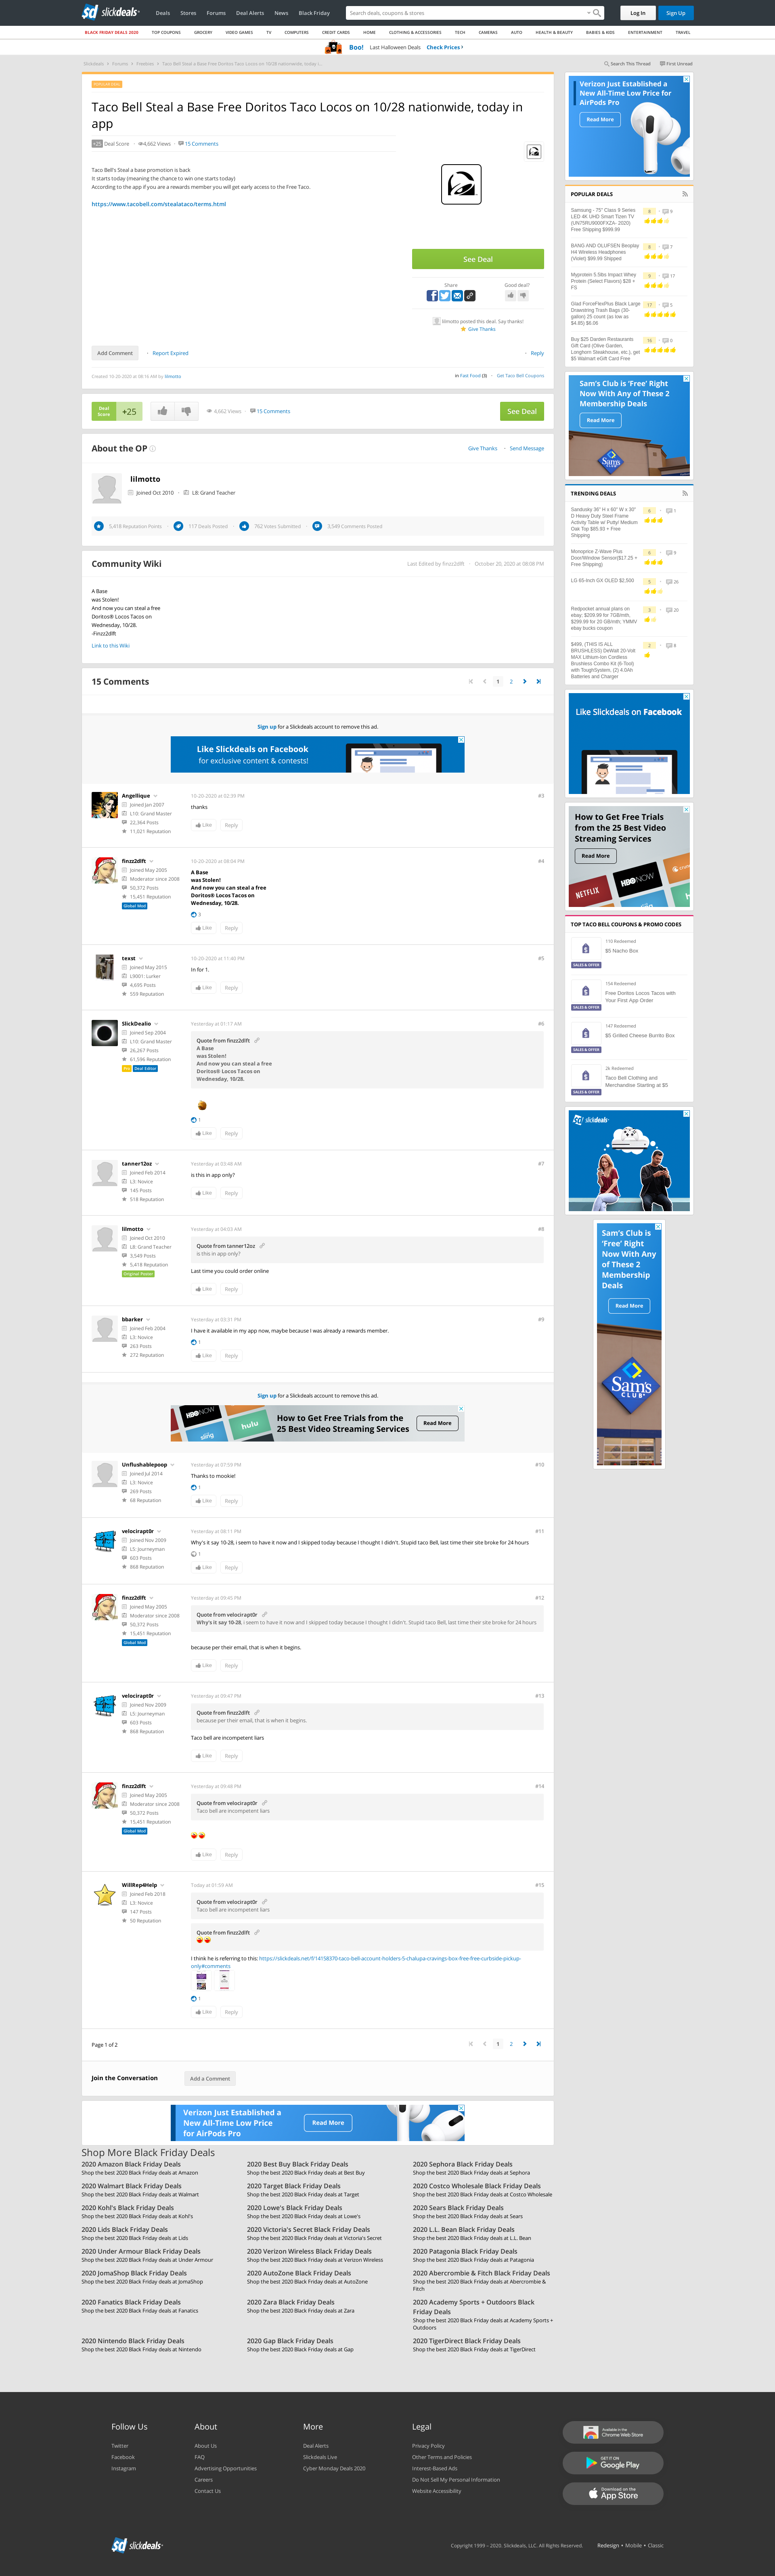 sd slickdeals
Deals Stores Forums Deal Alerts News Black Friday
Search deals, coupons & stores
Log In Sign Up
BLACK FRIDAY DEALS 2020 TOP COUPONS GROCERY VIDEO GAMES TV COMPUTERS CREDIT CARDS HOME CLOTHING & ACCESSORIES TECH CAMERAS AUTO HEALTH & BEAUTY BABIES & KIDS ENTERTAINMENT TRAVEL
Boo! Last Halloween Deals Check Prices
Slickdeals Forums Freebies Taco Bell Steal a Base Free Doritos Taco Locos on 10/28 nationwide, today i...
Search This Thread First Unread
Taco Bell Steal a Base Free Doritos Taco Locos on 10/28 nationwide, today in
app
+25 Deal Score 4,662 Views 15 Comments
Taco Bell's Steal a base promotion is back
It starts today (meaning the chance to win one starts today)
According to the app if you are a rewards member you will get early access to the Free Taco.
https://www.tacobell.com/stealataco/terms.html
See Deal
Share Good deal?
lilmotto posted this deal. Say thanks!
Give Thanks
Add Comment Report Expired Reply
Created 10-20-2020 at 08:16 AM by lilmotto
in Fast Food (3) Get Taco Bell Coupons
Deal
Score
+25
4,662 Views 15 Comments
See Deal
About the OP
Give Thanks Send Message
lilmotto
Joined Oct 2010 L8: Grand Teacher
5,418 Reputation Points 117 Deals Posted 762 Votes Submitted 3,549 Comments Posted
Community Wiki
Last Edited by finzz2dlft October 20, 2020 at 08:08 PM
A Base
was Stolen!
And now you can steal a free
Doritos® Locos Tacos on
Wednesday, 10/28.
-Finzz2dlft
Link to this Wiki
15 Comments
1 2
Sign up for a Slickdeals account to remove this ad.
Like Slickdeals on Facebook
for exclusive content & contests!
Angellique
Joined Jan 2007
L10: Grand Master
22,364 Posts
11,021 Reputation
10-20-2020 at 02:39 PM
#3
thanks
Like Reply
finzz2dlft
Joined May 2005
Moderator since 2008
50,372 Posts
15,451 Reputation
Global Mod
10-20-2020 at 08:04 PM
#4
A Base
was Stolen!
And now you can steal a free
Doritos® Locos Tacos on
Wednesday, 10/28.
3
Like Reply
texst
Joined May 2015
L9001: Lurker
4,695 Posts
559 Reputation
10-20-2020 at 11:40 PM
#5
In for 1.
Like Reply
SlickDealio
Joined Sep 2004
L10: Grand Master
26,267 Posts
61,596 Reputation
Pro Deal Editor
Yesterday at 01:17 AM
#6
Quote from finzz2dlft
A Base
was Stolen!
And now you can steal a free
Doritos® Locos Tacos on
Wednesday, 10/28.
1
Like Reply
tanner12oz
Joined Feb 2014
L3: Novice
145 Posts
518 Reputation
Yesterday at 03:48 AM
#7
is this in app only?
Like Reply
lilmotto
Joined Oct 2010
L8: Grand Teacher
3,549 Posts
5,418 Reputation
Original Poster
Yesterday at 04:03 AM
#8
Quote from tanner12oz
is this in app only?
Last time you could order online
Like Reply
bbarker
Joined Feb 2004
L3: Novice
263 Posts
272 Reputation
Yesterday at 03:31 PM
#9
I have it available in my app now, maybe because I was already a rewards member.
1
Like Reply
Sign up for a Slickdeals account to remove this ad.
HBO NOW
hulu
sling
How to Get Free Trials from the
25 Best Video Streaming Services
Read More
Unflushablepoop
Joined Jul 2014
L3: Novice
269 Posts
68 Reputation
Yesterday at 07:59 PM
#10
Thanks to mookie!
1
Like Reply
velocirapt0r
Joined Nov 2009
L5: Journeyman
603 Posts
868 Reputation
Yesterday at 08:11 PM
#11
Why's it say 10-28, i seem to have it now and I skipped today because I thought I didn't. Stupid taco Bell, last time their site broke for 24 hours
1
Like Reply
finzz2dlft
Joined May 2005
Moderator since 2008
50,372 Posts
15,451 Reputation
Global Mod
Yesterday at 09:45 PM
#12
Quote from velocirapt0r
Why's it say 10-28, i seem to have it now and I skipped today because I thought I didn't. Stupid taco Bell, last time their site broke for 24 hours
because per their email, that is when it begins.
Like Reply
velocirapt0r
Joined Nov 2009
L5: Journeyman
603 Posts
868 Reputation
Yesterday at 09:47 PM
#13
Quote from finzz2dlft
because per their email, that is when it begins.
Taco bell are incompetent liars
Like Reply
finzz2dlft
Joined May 2005
Moderator since 2008
50,372 Posts
15,451 Reputation
Global Mod
Yesterday at 09:48 PM
#14
Quote from velocirapt0r
Taco bell are incompetent liars
Like Reply
WillRep4Help
Joined Feb 2018
L3: Novice
147 Posts
50 Reputation
Today at 01:59 AM
#15
Quote from velocirapt0r
Taco bell are incompetent liars
Quote from finzz2dlft
I think he is referring to this: https://slickdeals.net/f/14158370-taco-bell-account-holders-5-chalupa-cravings-box-free-free-curbside-pickup-
only#comments
1
Like Reply
Page 1 of 2
1 2
Join the Conversation
Add a Comment
Verizon Just Established a
New All-Time Low Price
for AirPods Pro
Read More
Verizon Just Established a
New All-Time Low Price for
AirPods Pro
Read More
POPULAR DEALS
Samsung - 75" Class 9 Series
LED 4K UHD Smart Tizen TV
(UN75RU9000FXZA- 2020)
Free Shipping $999.99
6 9
BANG AND OLUFSEN Beoplay
H4 Wireless Headphones
(Violet) $99.99 Shipped
8 7
Myprotein 5.5lbs Impact Whey
Protein (Select Flavors) $28 +
FS
9 17
Glad ForceFlexPlus Black Large
Drawstring Trash Bags (30-
gallon) 25 count (as low as
$4.85) $6.06
17 5
Buy $25 Darden Restaurants
Gift Card (Olive Garden,
Longhorn Steakhouse, etc.), get
$5 Walmart eGift Card Free
16 0
Sam's Club is 'Free' Right
Now With Any of These 2
Membership Deals
Read More
TRENDING DEALS
Sandusky 36" H x 60" W x 30"
D Heavy Duty Steel Frame
Activity Table w/ Putty/ Medium
Oak Top $85.93 + Free
Shipping
6 1
Monoprice Z-Wave Plus
Door/Window Sensor($17.25 +
Free Shipping)
6 9
LG 65-Inch GX OLED $2,500
5 35
Redpocket annual plans on
ebay: $209.99 for 7GB/mth,
$299.99 for 20 GB/mth; YMMV
ebay bucks coupon
3 20
$499, (THIS IS ALL
BRUSHLESS) DeWalt 20-Volt
MAX Lithium-Ion Cordless
Brushless Combo Kit (6-Tool)
with ToughSystem, (2) 4.0Ah
Batteries and Charger
2 9
Like Slickdeals on Facebook
How to Get Free Trials
from the 25 Best Video
Streaming Services
Read More
NETFLIX
HBO NOW
TOP TACO BELL COUPONS & PROMO CODES
110 Redeemed
$5 Nacho Box
SALES & OFFER
154 Redeemed
Free Doritos Locos Tacos with
Your First App Order
SALES & OFFER
147 Redeemed
$5 Grilled Cheese Burrito Box
SALES & OFFER
2k Redeemed
Taco Bell Clothing and
Merchandise Starting at $5
SALES & OFFER
sd slickdeals
Sam's Club is
'Free' Right
Now With Any
of These 2
Membership
Deals
Read More
Sam's
CLUB
Shop More Black Friday Deals
2020 Amazon Black Friday Deals
Shop the best 2020 Black Friday deals at Amazon
2020 Best Buy Black Friday Deals
Shop the best 2020 Black Friday deals at Best Buy
2020 Sephora Black Friday Deals
Shop the best 2020 Black Friday deals at Sephora
2020 Walmart Black Friday Deals
Shop the best 2020 Black Friday deals at Walmart
2020 Target Black Friday Deals
Shop the best 2020 Black Friday deals at Target
2020 Costco Wholesale Black Friday Deals
Shop the best 2020 Black Friday deals at Costco Wholesale
2020 Kohl's Black Friday Deals
Shop the best 2020 Black Friday deals at Kohl's
2020 Lowe's Black Friday Deals
Shop the best 2020 Black Friday deals at Lowe's
2020 Sears Black Friday Deals
Shop the best 2020 Black Friday deals at Sears
2020 Lids Black Friday Deals
Shop the best 2020 Black Friday deals at Lids
2020 Victoria's Secret Black Friday Deals
Shop the best 2020 Black Friday deals at Victoria's Secret
2020 L.L. Bean Black Friday Deals
Shop the best 2020 Black Friday deals at L.L. Bean
2020 Under Armour Black Friday Deals
Shop the best 2020 Black Friday deals at Under Armour
2020 Verizon Wireless Black Friday Deals
Shop the best 2020 Black Friday deals at Verizon Wireless
2020 Patagonia Black Friday Deals
Shop the best 2020 Black Friday deals at Patagonia
2020 JomaShop Black Friday Deals
Shop the best 2020 Black Friday deals at JomaShop
2020 AutoZone Black Friday Deals
Shop the best 2020 Black Friday deals at AutoZone
2020 Abercrombie & Fitch Black Friday Deals
Shop the best 2020 Black Friday deals at Abercrombie &
Fitch
2020 Fanatics Black Friday Deals
Shop the best 2020 Black Friday deals at Fanatics
2020 Zara Black Friday Deals
Shop the best 2020 Black Friday deals at Zara
2020 Academy Sports + Outdoors Black
Friday Deals
Shop the best 2020 Black Friday deals at Academy Sports +
Outdoors
2020 Nintendo Black Friday Deals
Shop the best 2020 Black Friday deals at Nintendo
2020 Gap Black Friday Deals
Shop the best 2020 Black Friday deals at Gap
2020 TigerDirect Black Friday Deals
Shop the best 2020 Black Friday deals at TigerDirect
Follow Us
Twitter
Facebook
Instagram
About
About Us
FAQ
Advertising Opportunities
Careers
Contact Us
More
Deal Alerts
Slickdeals Live
Cyber Monday Deals 2020
Legal
Privacy Policy
Other Terms and Policies
Interest-Based Ads
Do Not Sell My Personal Information
Website Accessibility
Available in the
Chrome Web Store
GET IT ON
Google Play
Download on the
App Store
sd slickdeals
Copyright 1999 - 2020. Slickdeals, LLC. All Rights Reserved.
Redesign • Mobile • Classic